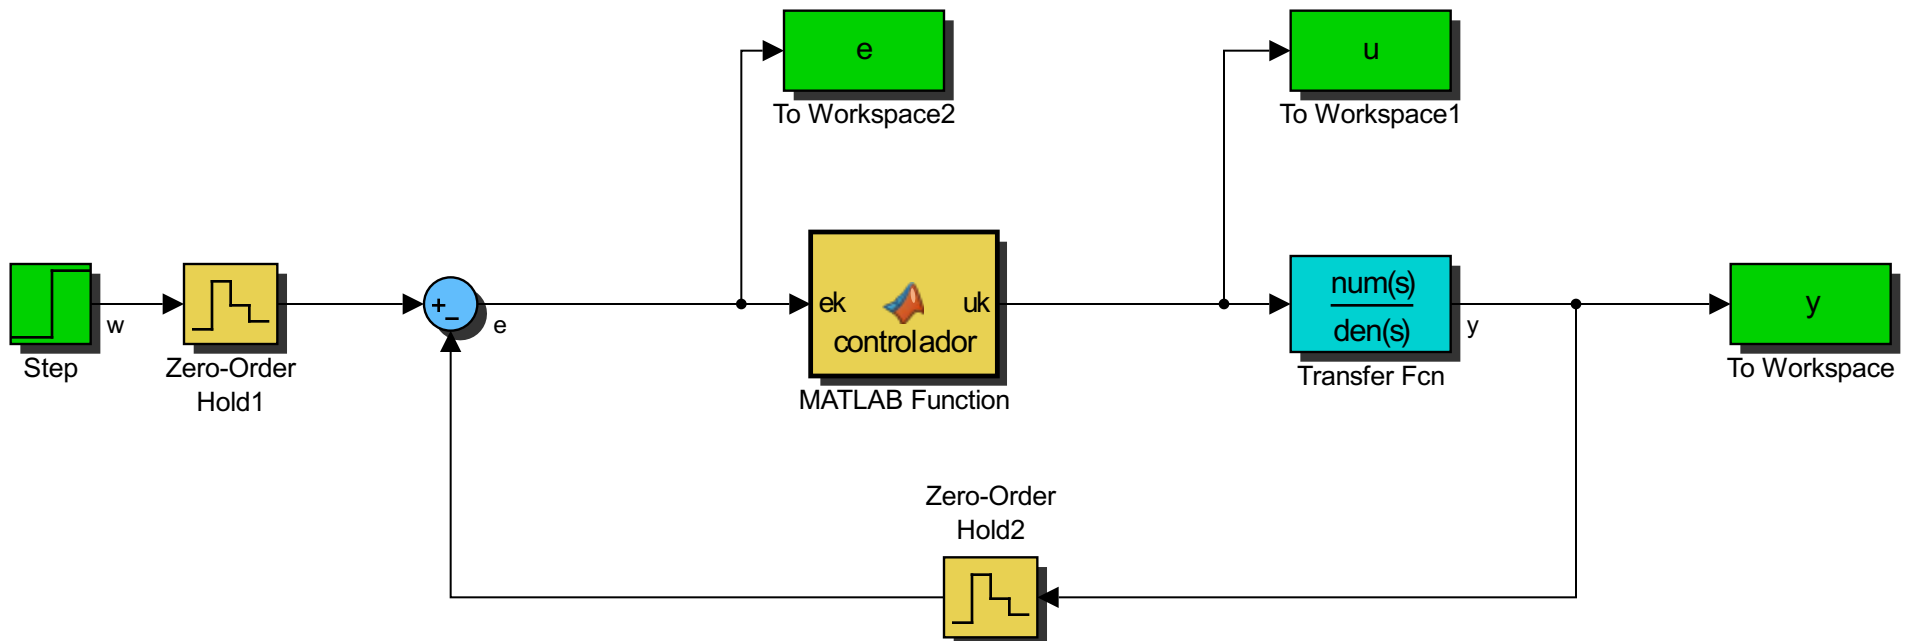 e
To Workspace2
u
To Workspace1
w
Step
Zero-Order
Hold1
+
−
e
ek
uk
controlador
MATLAB Function
num(s)
den(s)
Transfer Fcn
y
y
To Workspace
Zero-Order
Hold2